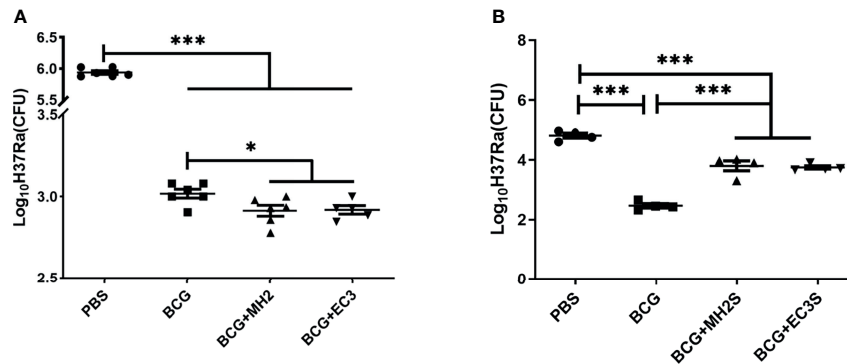 A
Log10H37Ra(CFU)
6.5
6.0
5.5
3.5
3.0
2.5
***
*
PBS
BCG
BCG+MH2
BCG+EC3
B
Log10H37Ra(CFU)
8
6
4
2
0
***
*** ***
PBS
BCG
BCG+MH2S
BCG+EC3S